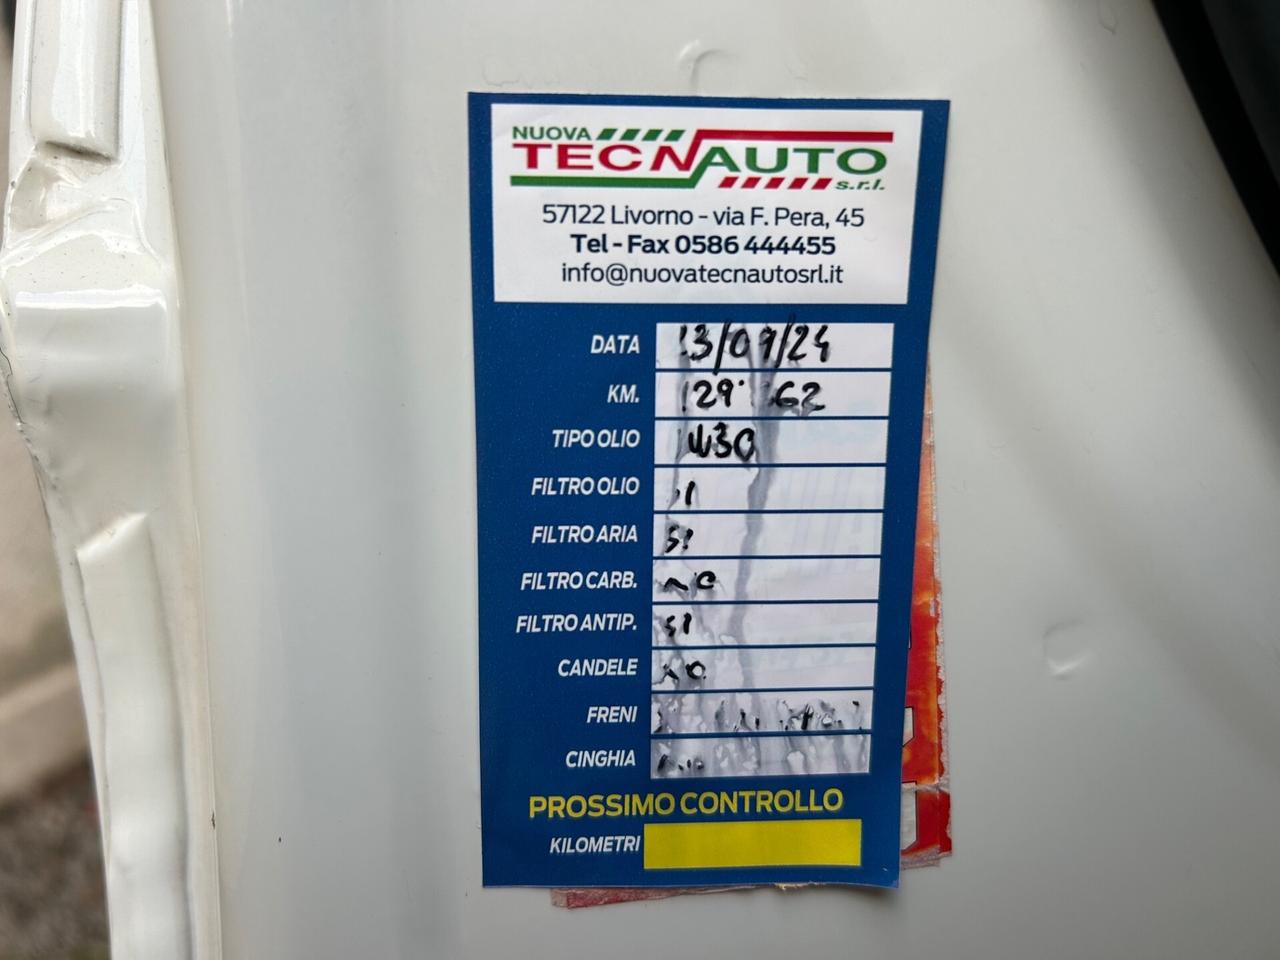 NUOVA
TECNAUTO
s.r.l.
57122 Livorno - via F. Pera, 45
Tel - Fax 0586 444455
info@nuovatecnautosrl.it
DATA 13/09/24
KM.
TIPO OLIO W30
FILTRO OLIO SI
FILTRO ARIA SI
FILTRO CARB. NO
FILTRO ANTIP. SI
CANDELE NO
FRENI
CINGHIA
PROSSIMO CONTROLLO
KILOMETRI